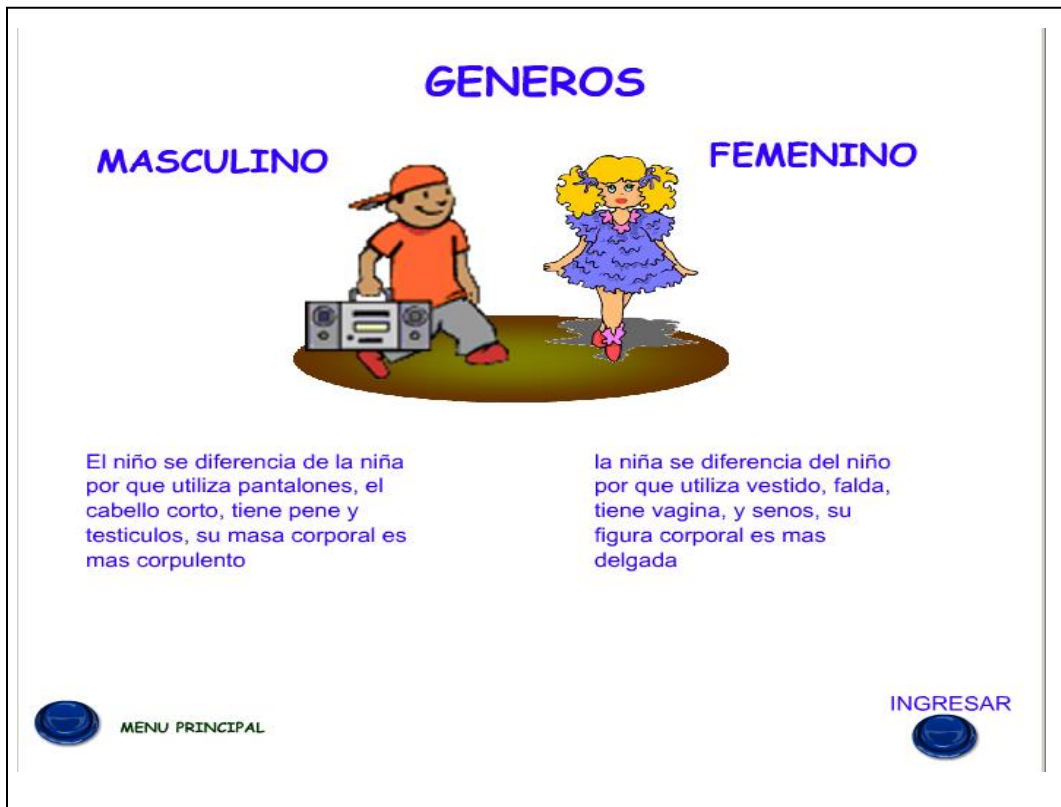 GENEROS
MASCULINO
FEMENINO
El niño se diferencia de la niña
por que utiliza pantalones, el
cabello corto, tiene pene y
testiculos, su masa corporal es
mas corpulento
la niña se diferencia del niño
por que utiliza vestido, falda,
tiene vagina, y senos, su
figura corporal es mas
delgada
MENU PRINCIPAL
INGRESAR